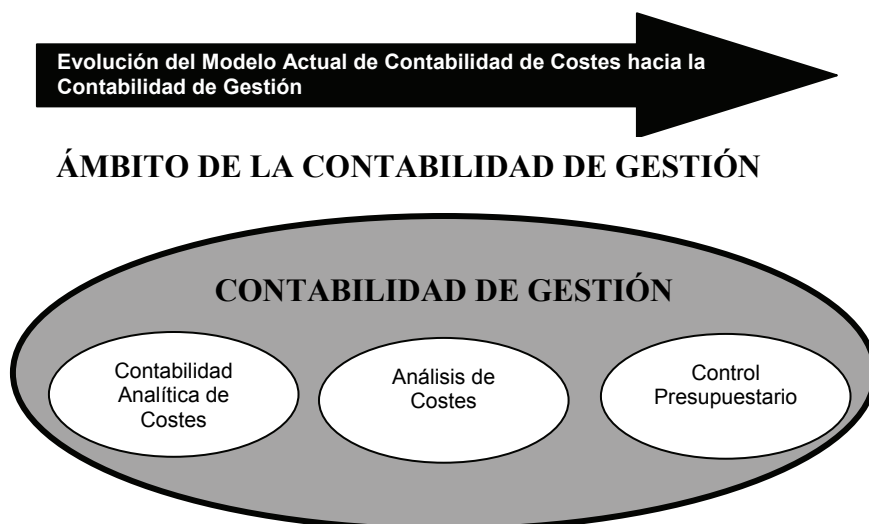 Evolución del Modelo Actual de Contabilidad de Costes hacia la
Contabilidad de Gestión
ÁMBITO DE LA CONTABILIDAD DE GESTIÓN
CONTABILIDAD DE GESTIÓN
Contabilidad
Analítica de
Costes
Análisis de
Costes
Control
Presupuestario